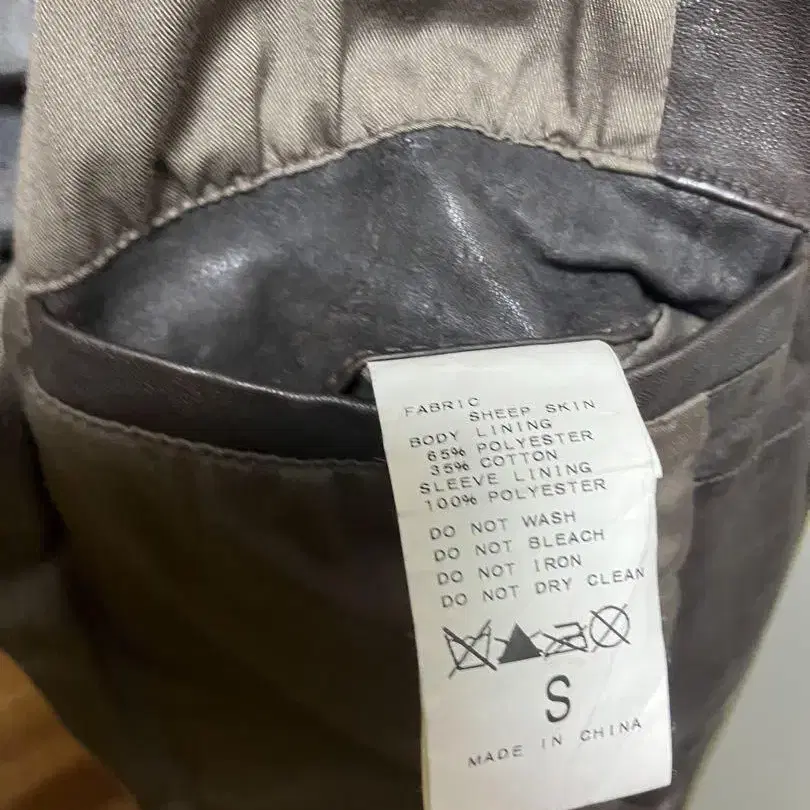 FABRIC
SHEEP SKIN
BODY LINING
65% POLYESTER
35% COTTON
SLEEVE LINING
100% POLYESTER
DO NOT WASH
DO NOT BLEACH
DO NOT IRON
DO NOT DRY CLEAN
S
MADE IN CHINA